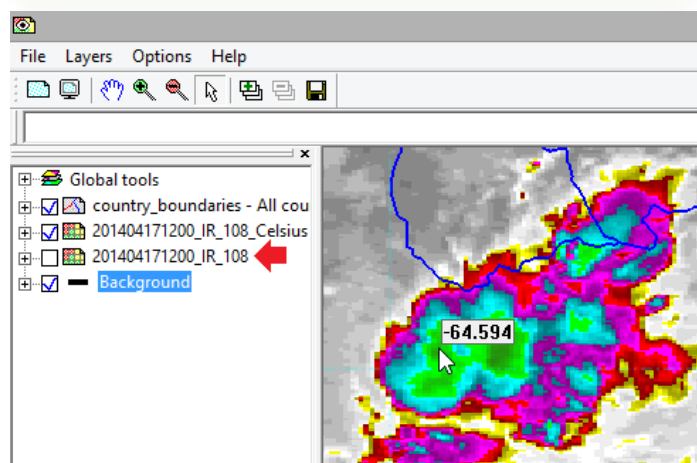 File Layers Options Help
Global tools
country_boundaries - All cou
201404171200_IR_108_Celsius
201404171200_IR_108
Background
-64.594